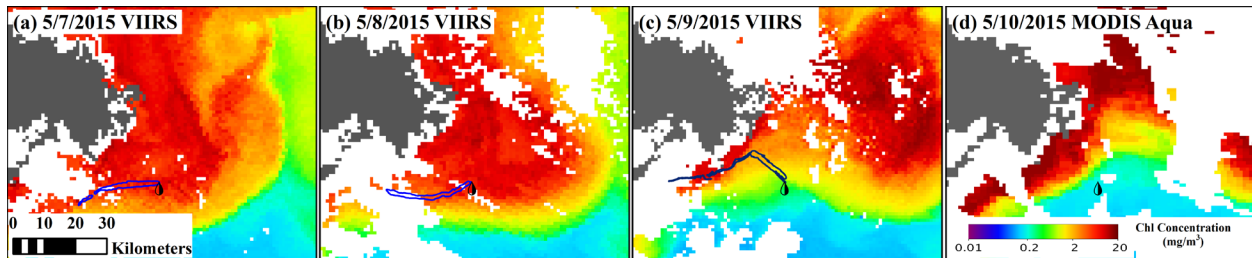 (a) 5/7/2015 VIIRS
(b) 5/8/2015 VIIRS
(c) 5/9/2015 VIIRS
(d) 5/10/2015 MODIS Aqua
0 5 10 20 30
Kilometers
Chl Concentration
(mg/m³)
0.01 0.2 2 20